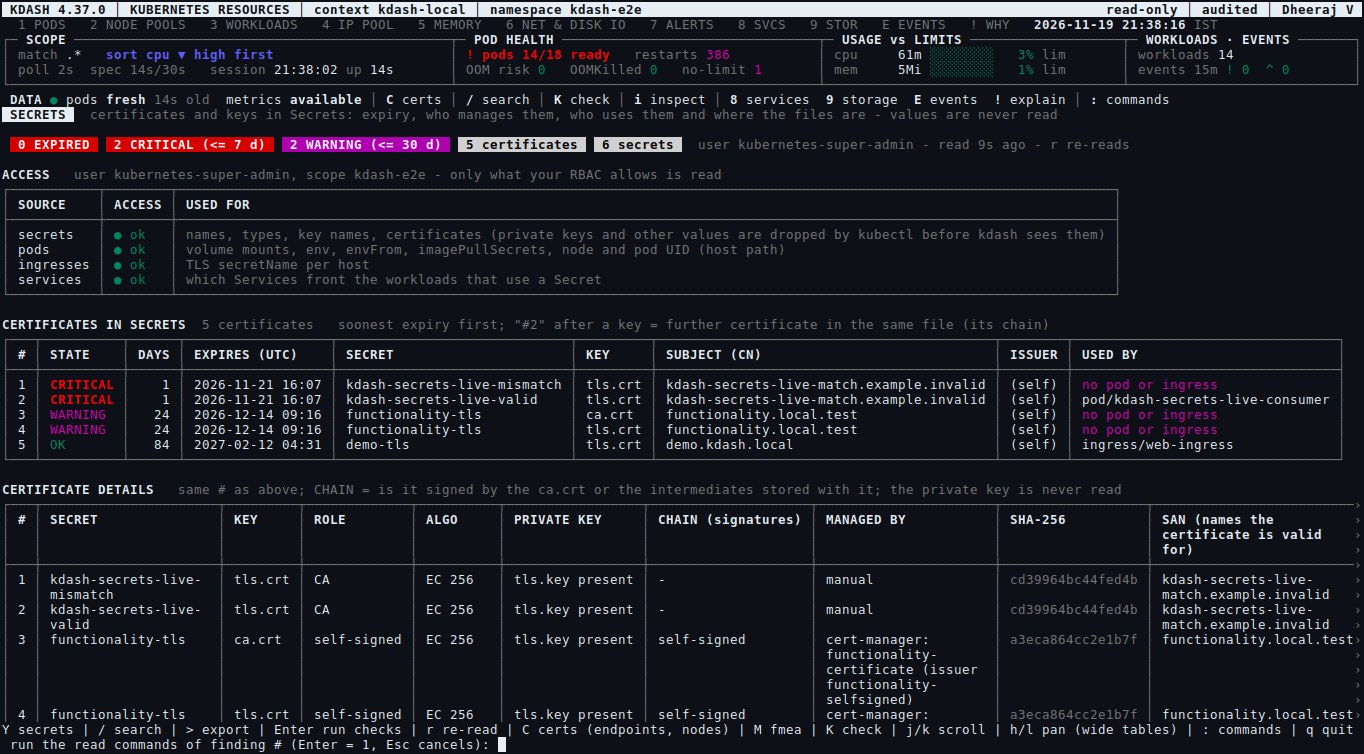 KDASH 4.37.0 │ KUBERNETES RESOURCES │ context kdash-local │ namespace kdash-e2e read-only │ audited │ Dheeraj V
1 PODS 2 NODE POOLS 3 WORKLOADS 4 IP POOL 5 MEMORY 6 NET & DISK IO 7 ALERTS 8 SVCS 9 STOR E EVENTS ! WHY 2026-11-19 21:38:16 IST
SCOPE POD HEALTH USAGE vs LIMITS WORKLOADS · EVENTS
match .* sort cpu ▼ high first │ ! pods 14/18 ready restarts 386 │ cpu 61m 3% lim │ workloads 14
poll 2s spec 14s/30s session 21:38:02 up 14s │ OOM risk 0 OOMKilled 0 no-limit 1 │ mem 5Mi 1% lim │ events 15m ! 0 ^ 0
DATA ● pods fresh 14s old metrics available │ C certs │ / search │ K check │ i inspect │ 8 services 9 storage E events ! explain │ : commands
SECRETS certificates and keys in Secrets: expiry, who manages them, who uses them and where the files are - values are never read
0 EXPIRED 2 CRITICAL (<= 7 d) 2 WARNING (<= 30 d) 5 certificates 6 secrets user kubernetes-super-admin - read 9s ago - r re-reads
ACCESS user kubernetes-super-admin, scope kdash-e2e - only what your RBAC allows is read
SOURCE │ ACCESS │ USED FOR
secrets │ ● ok │ names, types, key names, certificates (private keys and other values are dropped by kubectl before kdash sees them)
pods │ ● ok │ volume mounts, env, envFrom, imagePullSecrets, node and pod UID (host path)
ingresses │ ● ok │ TLS secretName per host
services │ ● ok │ which Services front the workloads that use a Secret
CERTIFICATES IN SECRETS 5 certificates soonest expiry first; "#2" after a key = further certificate in the same file (its chain)
# │ STATE │ DAYS │ EXPIRES (UTC) │ SECRET │ KEY │ SUBJECT (CN) │ ISSUER │ USED BY
1 │ CRITICAL │ 1 │ 2026-11-21 16:07 │ kdash-secrets-live-mismatch │ tls.crt │ kdash-secrets-live-match.example.invalid │ (self) │ no pod or ingress
2 │ CRITICAL │ 1 │ 2026-11-21 16:07 │ kdash-secrets-live-valid │ tls.crt │ kdash-secrets-live-match.example.invalid │ (self) │ pod/kdash-secrets-live-consumer
3 │ WARNING │ 24 │ 2026-12-14 09:16 │ functionality-tls │ ca.crt │ functionality.local.test │ (self) │ no pod or ingress
4 │ WARNING │ 24 │ 2026-12-14 09:16 │ functionality-tls │ tls.crt │ functionality.local.test │ (self) │ no pod or ingress
5 │ OK │ 84 │ 2027-02-12 04:31 │ demo-tls │ tls.crt │ demo.kdash.local │ (self) │ ingress/web-ingress
CERTIFICATE DETAILS same # as above; CHAIN = is it signed by the ca.crt or the intermediates stored with it; the private key is never read
# │ SECRET │ KEY │ ROLE │ ALGO │ PRIVATE KEY │ CHAIN (signatures) │ MANAGED BY │ SHA-256 │ SAN (names the
certificate is valid
for)
1 │ kdash-secrets-live- │ tls.crt │ CA │ EC 256 │ tls.key present │ - │ manual │ cd39964bc44fed4b │ kdash-secrets-live-
mismatch │ match.example.invalid
2 │ kdash-secrets-live- │ tls.crt │ CA │ EC 256 │ tls.key present │ - │ manual │ cd39964bc44fed4b │ kdash-secrets-live-
valid │ match.example.invalid
3 │ functionality-tls │ ca.crt │ self-signed │ EC 256 │ tls.key present │ self-signed │ cert-manager: │ a3eca864cc2e1b7f │ functionality.local.test
functionality-
certificate (issuer
functionality-
selfsigned)
4 │ functionality-tls │ tls.crt │ self-signed │ EC 256 │ tls.key present │ self-signed │ cert-manager: │ a3eca864cc2e1b7f │ functionality.local.test
Y secrets | / search | > export | Enter run checks | r re-read | C certs (endpoints, nodes) | M fmea | K check | j/k scroll | h/l pan (wide tables) | : commands | q quit
run the read commands of finding # (Enter = 1, Esc cancels):